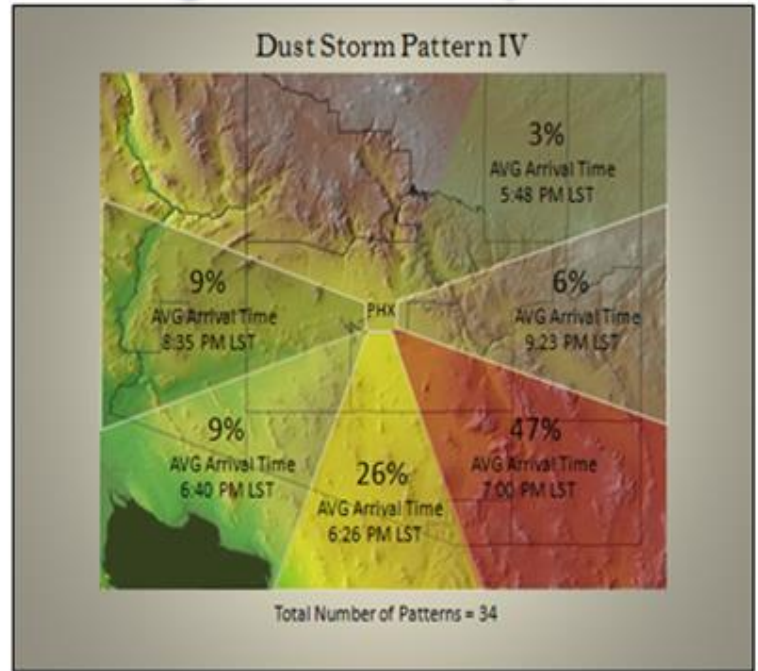 Dust Storm Pattern IV
3%
AVG Arrival Time
5:48 PM LST
9%
AVG Arrival Time
8:35 PM LST
PHX
6%
AVG Arrival Time
9:23 PM LST
9%
AVG Arrival Time
6:40 PM LST
26%
AVG Arrival Time
6:26 PM LST
47%
AVG Arrival Time
7:00 PM LST
Total Number of Patterns = 34